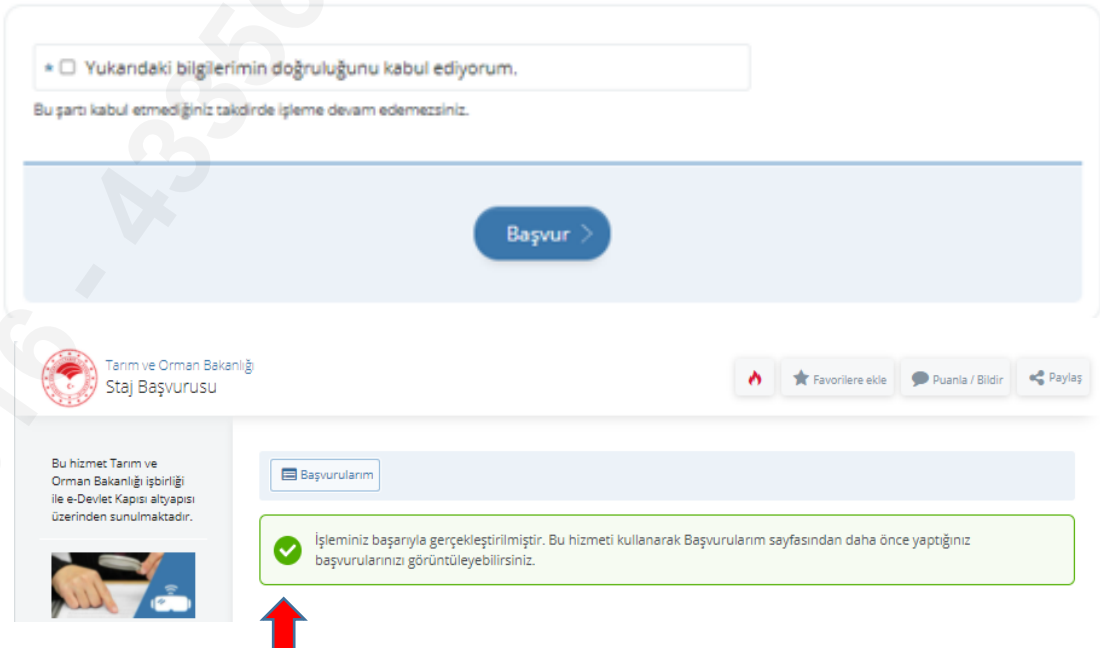 * Yukarıdaki bilgilerimin doğruluğunu kabul ediyorum.
Bu şartı kabul etmediğiniz takdirde işleme devam edemezsiniz.
Başvur
Tarım ve Orman Bakanlığı
Staj Başvurusu
Favorilere ekle
Puanla / Bildir
Paylaş
Bu hizmet Tarım ve
Orman Bakanlığı işbirliği
ile e-Devlet Kapısı altyapısı
üzerinden sunulmaktadır.
Başvurularım
İşleminiz başarıyla gerçekleştirilmiştir. Bu hizmeti kullanarak Başvurularım sayfasından daha önce yaptığınız
başvurularınızı görüntüleyebilirsiniz.